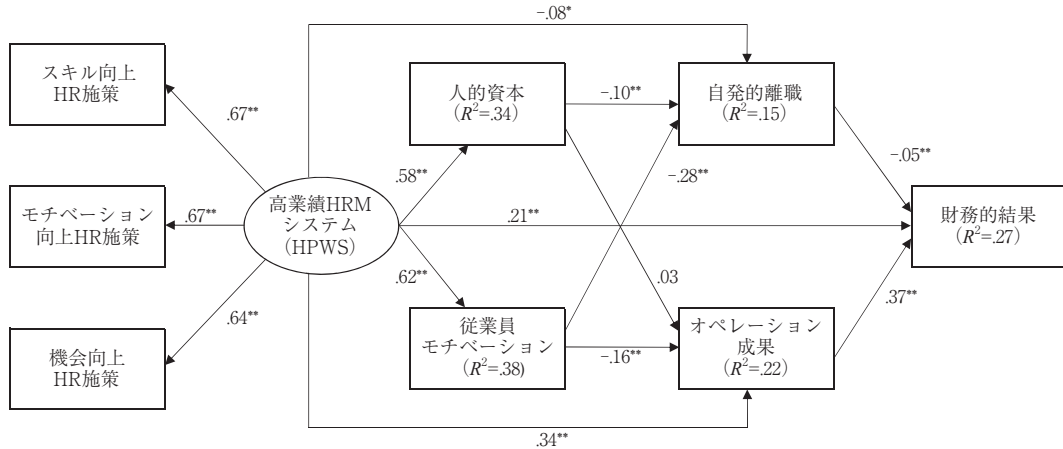 -.08*
スキル向上
HR施策
人的資本
(R²=.34)
-.10**
自発的離職
(R²=.15)
.67**
-.05**
.58**
-.28**
モチベーション
向上HR施策
.67**
高業績HRM
システム
(HPWS)
.21**
財務的結果
(R²=.27)
.62**
.03
.64**
.37**
機会向上
HR施策
従業員
モチベーション
(R²=.38)
-.16**
オペレーション
成果
(R²=.22)
.34**